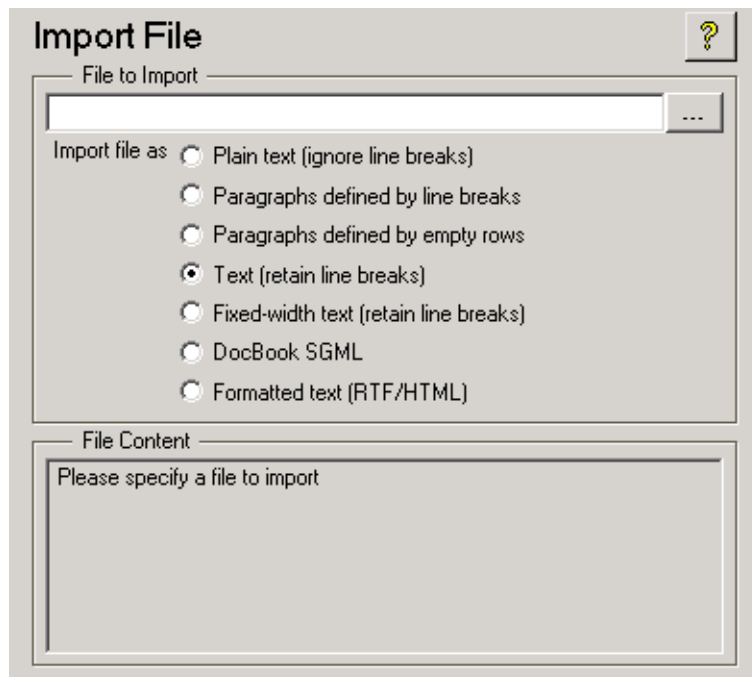 Import File
?
File to Import
...
Import file as
Plain text (ignore line breaks)
Paragraphs defined by line breaks
Paragraphs defined by empty rows
Text (retain line breaks)
Fixed-width text (retain line breaks)
DocBook SGML
Formatted text (RTF/HTML)
File Content
Please specify a file to import